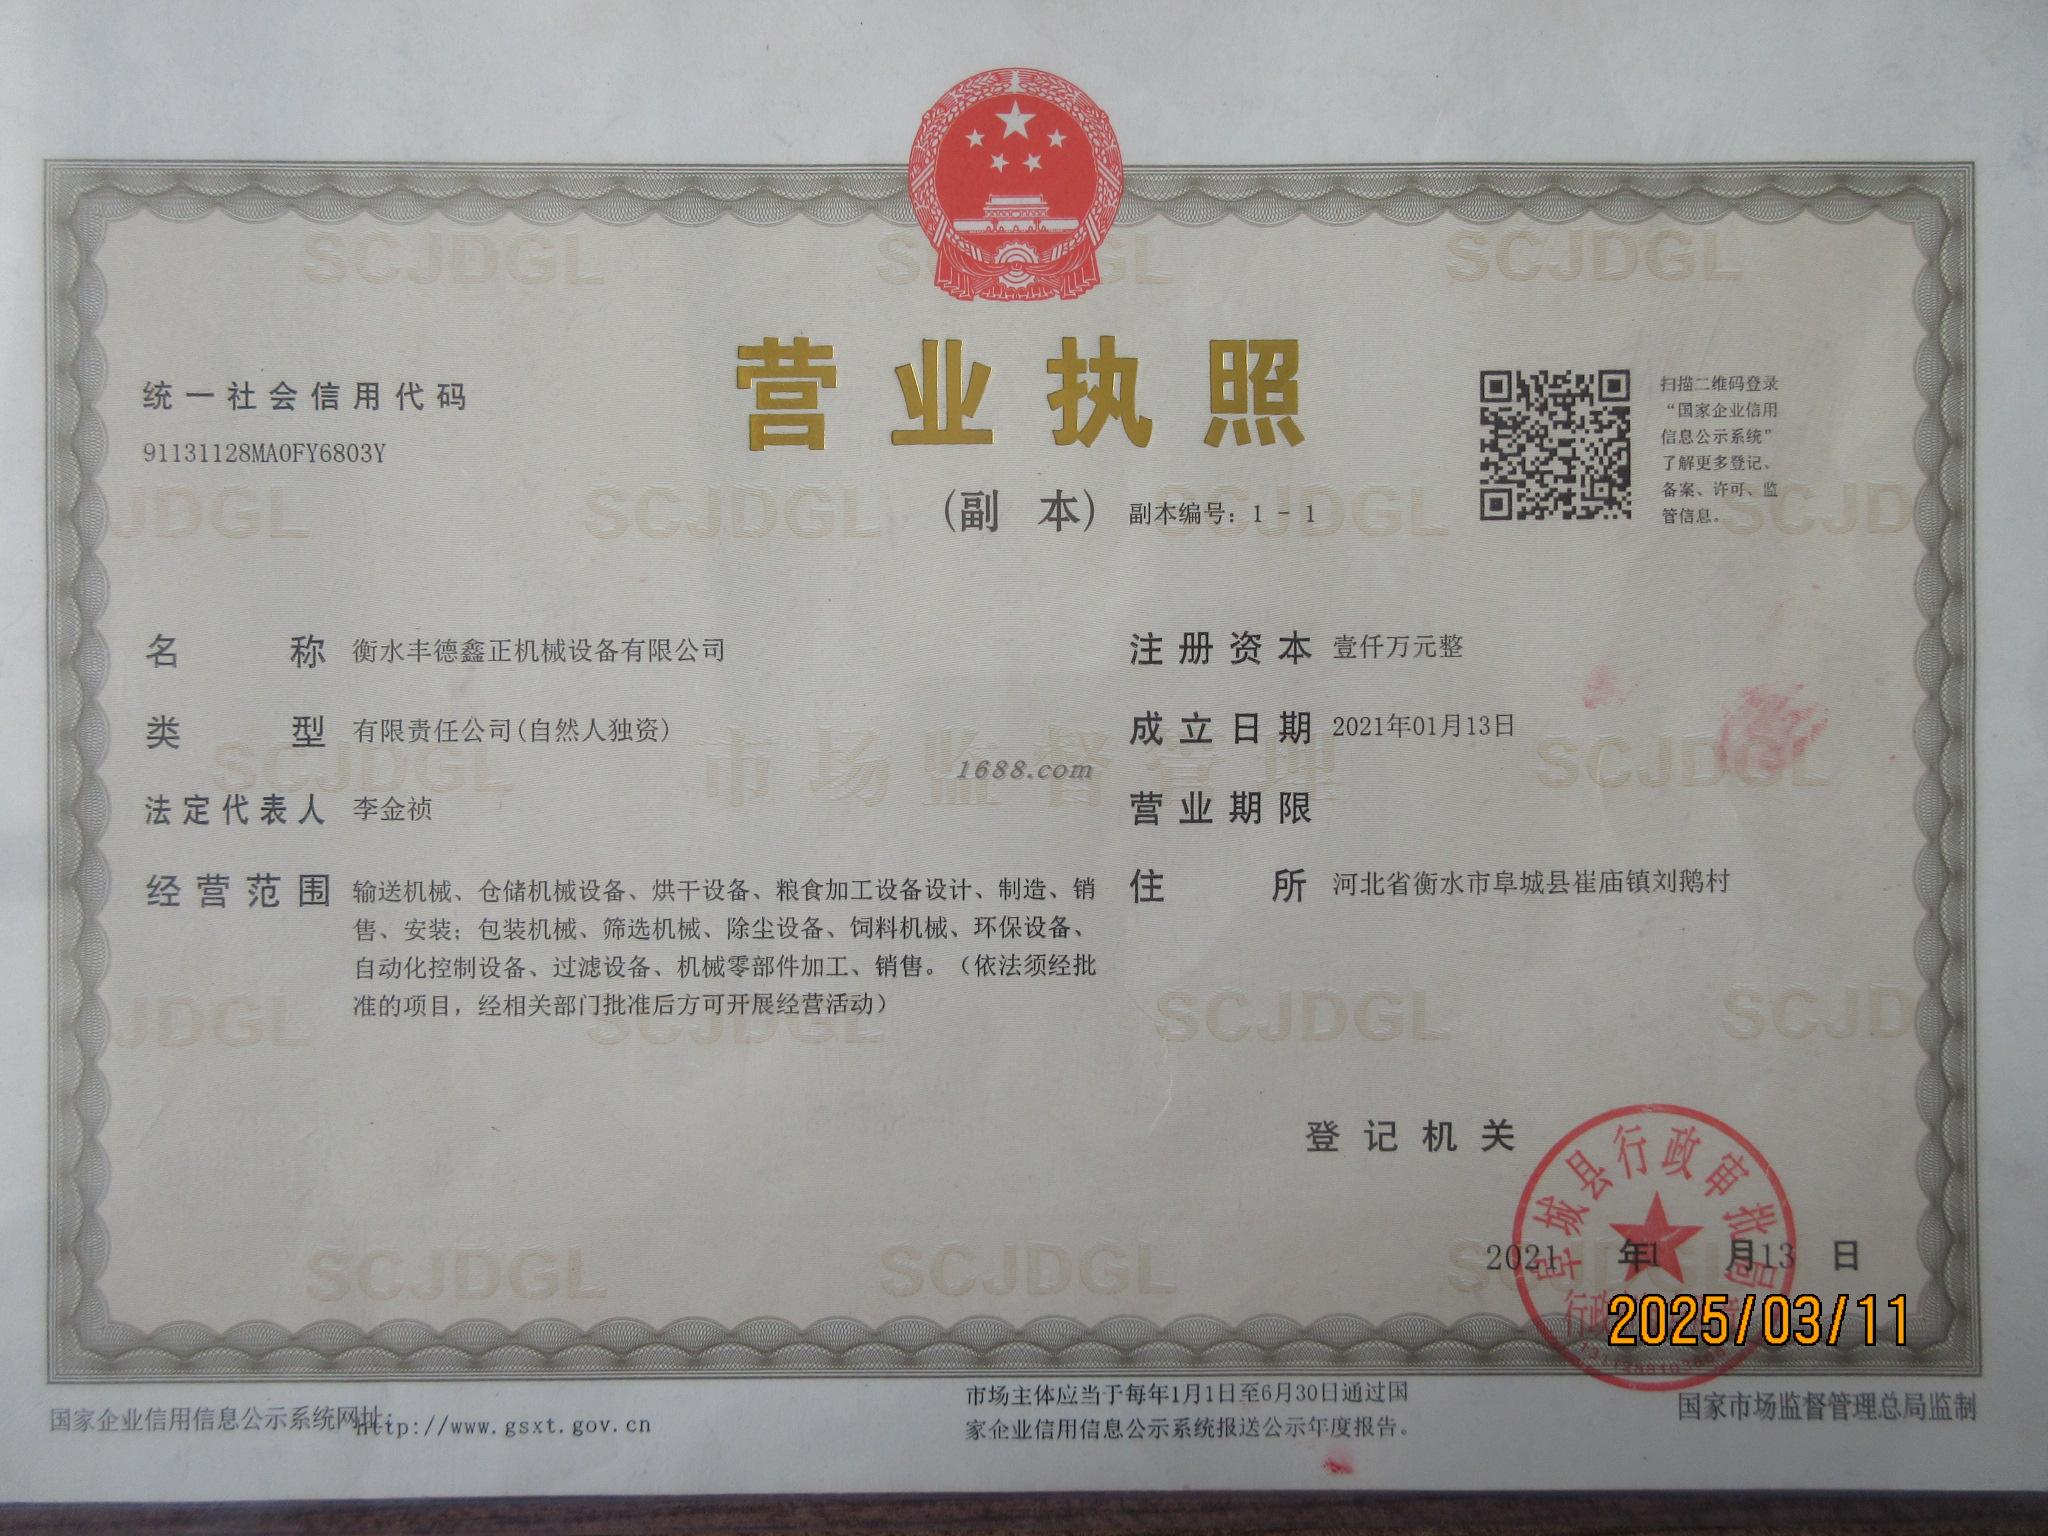 营业执照
(副 本) 副本编号：1 - 1
统一社会信用代码
91131128MA0FY6803Y
扫描二维码登录
“国家企业信用
信息公示系统”
了解更多登记、
备案、许可、监
管信息。
名 称 衡水丰德鑫正机械设备有限公司
类 型 有限责任公司(自然人独资)
法定代表人 李金祯
经营范围 输送机械、仓储机械设备、烘干设备、粮食加工设备设计、制造、销
售、安装；包装机械、筛选机械、除尘设备、饲料机械、环保设备、
自动化控制设备、过滤设备、机械零部件加工、销售。（依法须经批
准的项目，经相关部门批准后方可开展经营活动）
注册资本 壹仟万元整
成立日期 2021年01月13日
营业期限
住 所 河北省衡水市阜城县崔庙镇刘鹅村
1688.com
市场监督管理
SCJDGL
登记机关
阜城县行政审批局
2021 年1 月13 日
2025/03/11
国家企业信用信息公示系统网址：http://www.gsxt.gov.cn
市场主体应当于每年1月1日至6月30日通过国
家企业信用信息公示系统报送公示年度报告。
国家市场监督管理总局监制